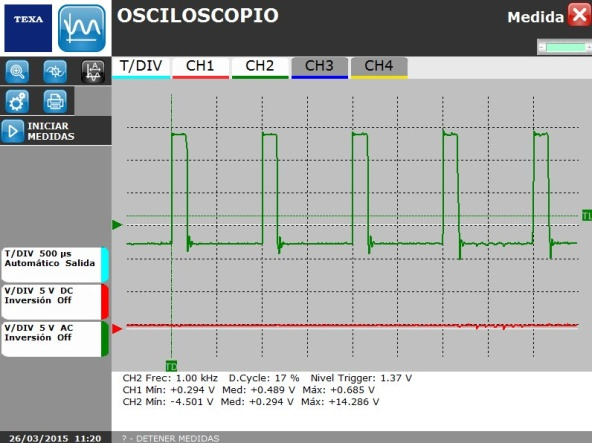 TEXA
OSCILOSCOPIO
Medida
T/DIV
CH1
CH2
CH3
CH4
INICIAR
MEDIDAS
T/DIV 500 µs
Automático Salida
V/DIV 5 V DC
Inversión Off
V/DIV 5 V AC
Inversión Off
TL
TD
CH2 Frec: 1.00 kHz D.Cycle: 17 % Nivel Trigger: 1.37 V
CH1 Mín: +0.294 V Med: +0.489 V Máx: +0.685 V
CH2 Mín: -4.501 V Med: +0.294 V Máx: +14.286 V
26/03/2015 11:20
? - DETENER MEDIDAS